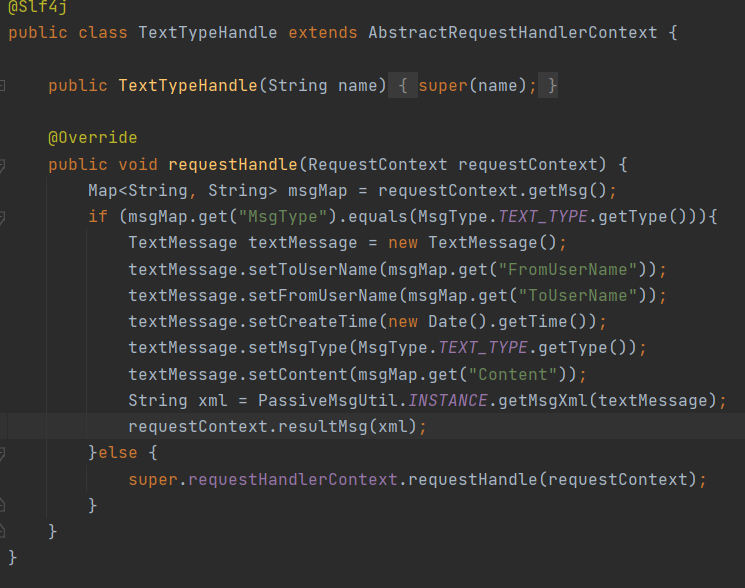 @Slf4j
public class TextTypeHandle extends AbstractRequestHandlerContext {
public TextTypeHandle(String name) { super(name); }
@Override
public void requestHandle(RequestContext requestContext) {
Map<String, String> msgMap = requestContext.getMsg();
if (msgMap.get("MsgType").equals(MsgType.TEXT_TYPE.getType())){
TextMessage textMessage = new TextMessage();
textMessage.setToUserName(msgMap.get("FromUserName"));
textMessage.setFromUserName(msgMap.get("ToUserName"));
textMessage.setCreateTime(new Date().getTime());
textMessage.setMsgType(MsgType.TEXT_TYPE.getType());
textMessage.setContent(msgMap.get("Content"));
String xml = PassiveMsgUtil.INSTANCE.getMsgXml(textMessage);
requestContext.resultMsg(xml);
}else {
super.requestHandlerContext.requestHandle(requestContext);
}
}
}